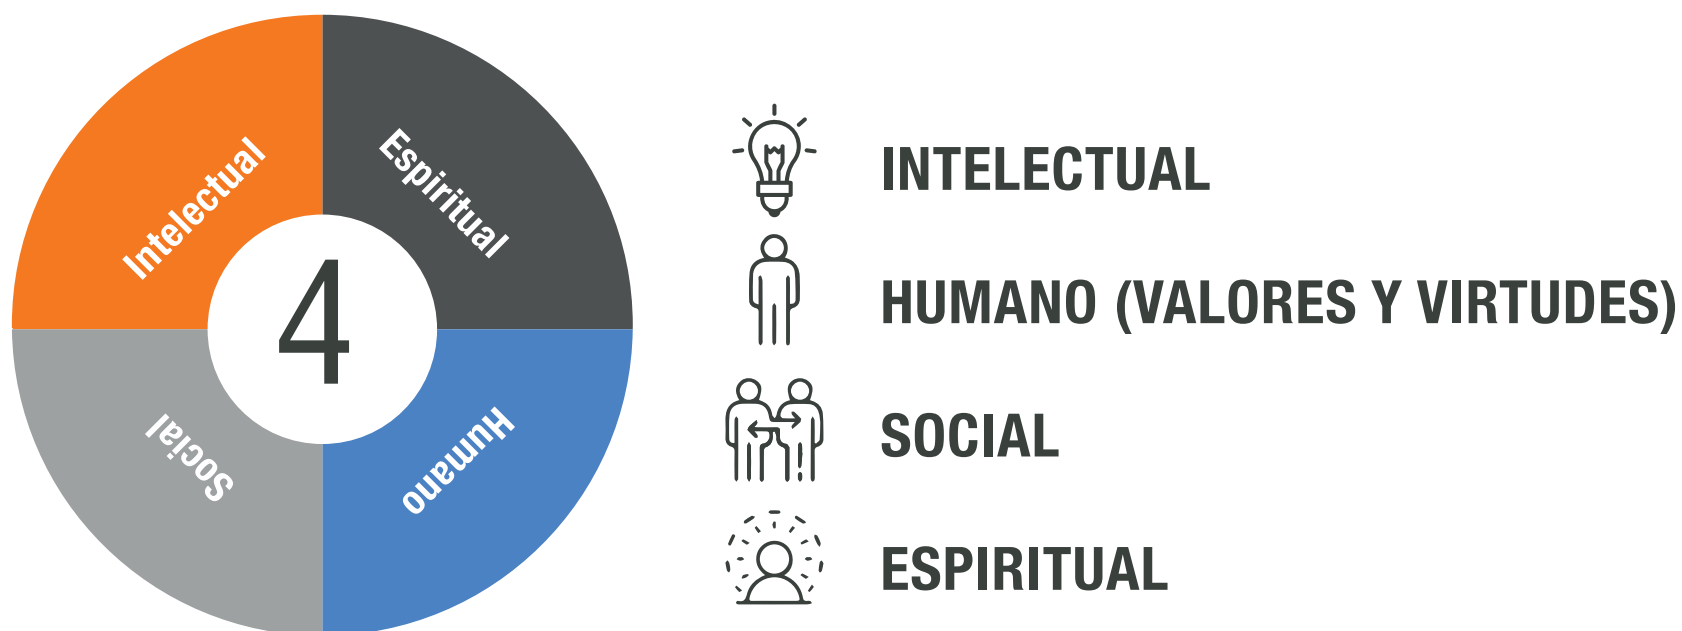 Intelectual
Espiritual
4
Social
Humano
INTELECTUAL
HUMANO (VALORES Y VIRTUDES)
SOCIAL
ESPIRITUAL